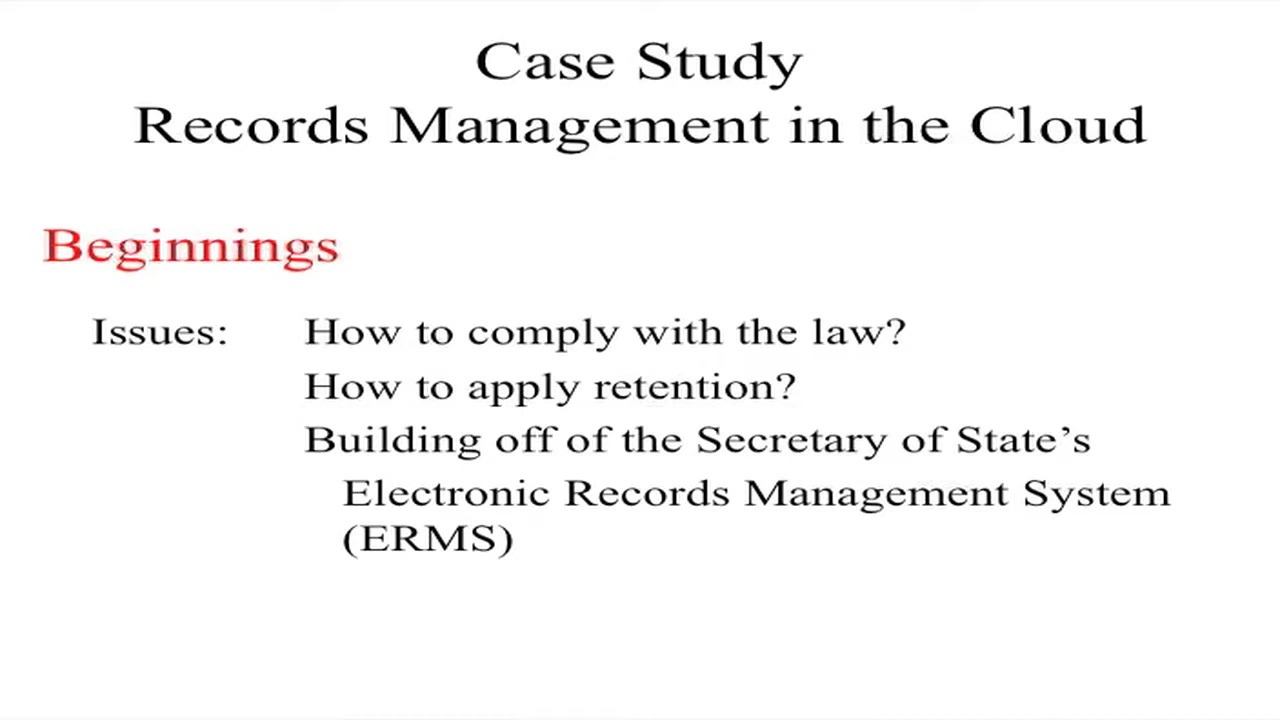 Case Study
Records Management in the Cloud
Beginnings
Issues: How to comply with the law?
How to apply retention?
Building off of the Secretary of State’s
Electronic Records Management System
(ERMS)